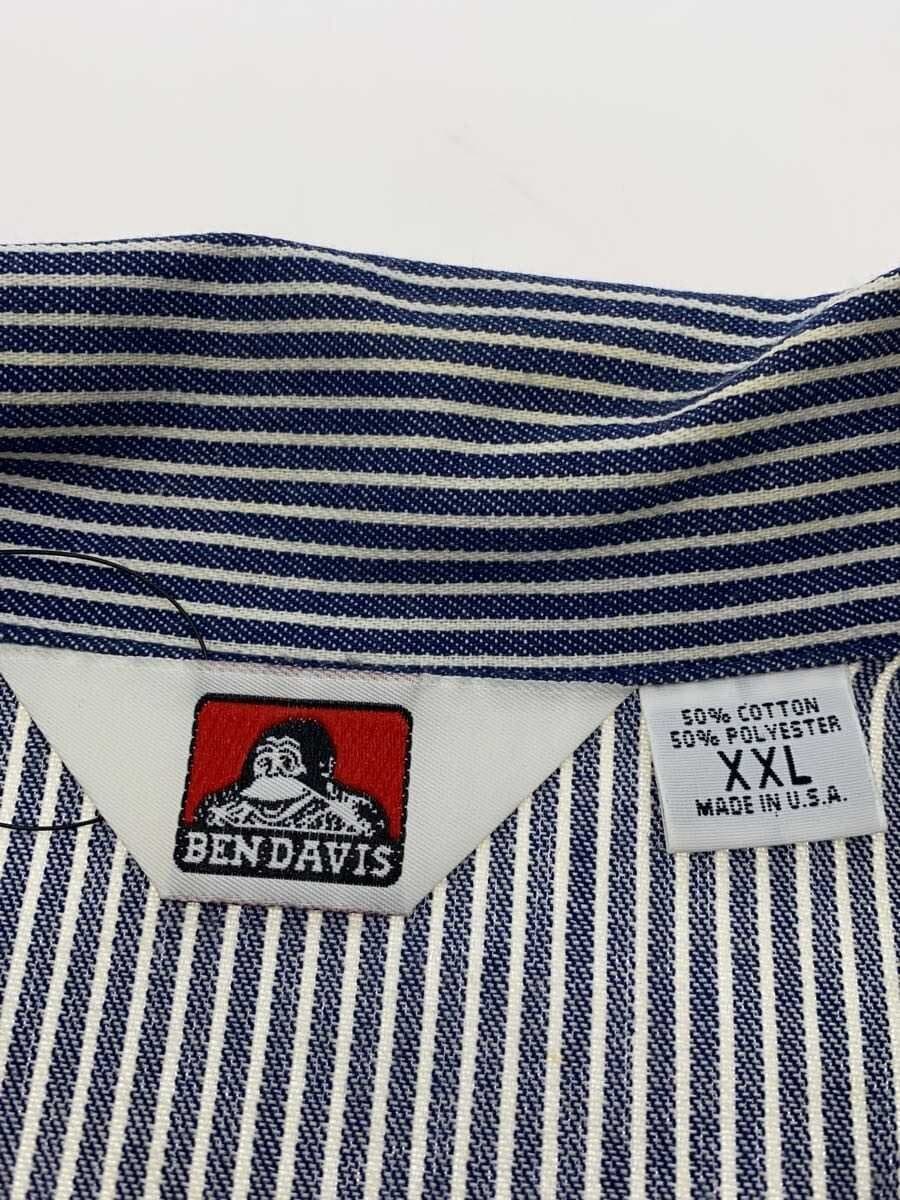 BEN DAVIS
50% COTTON
50% POLYESTER
XXL
MADE IN U.S.A.